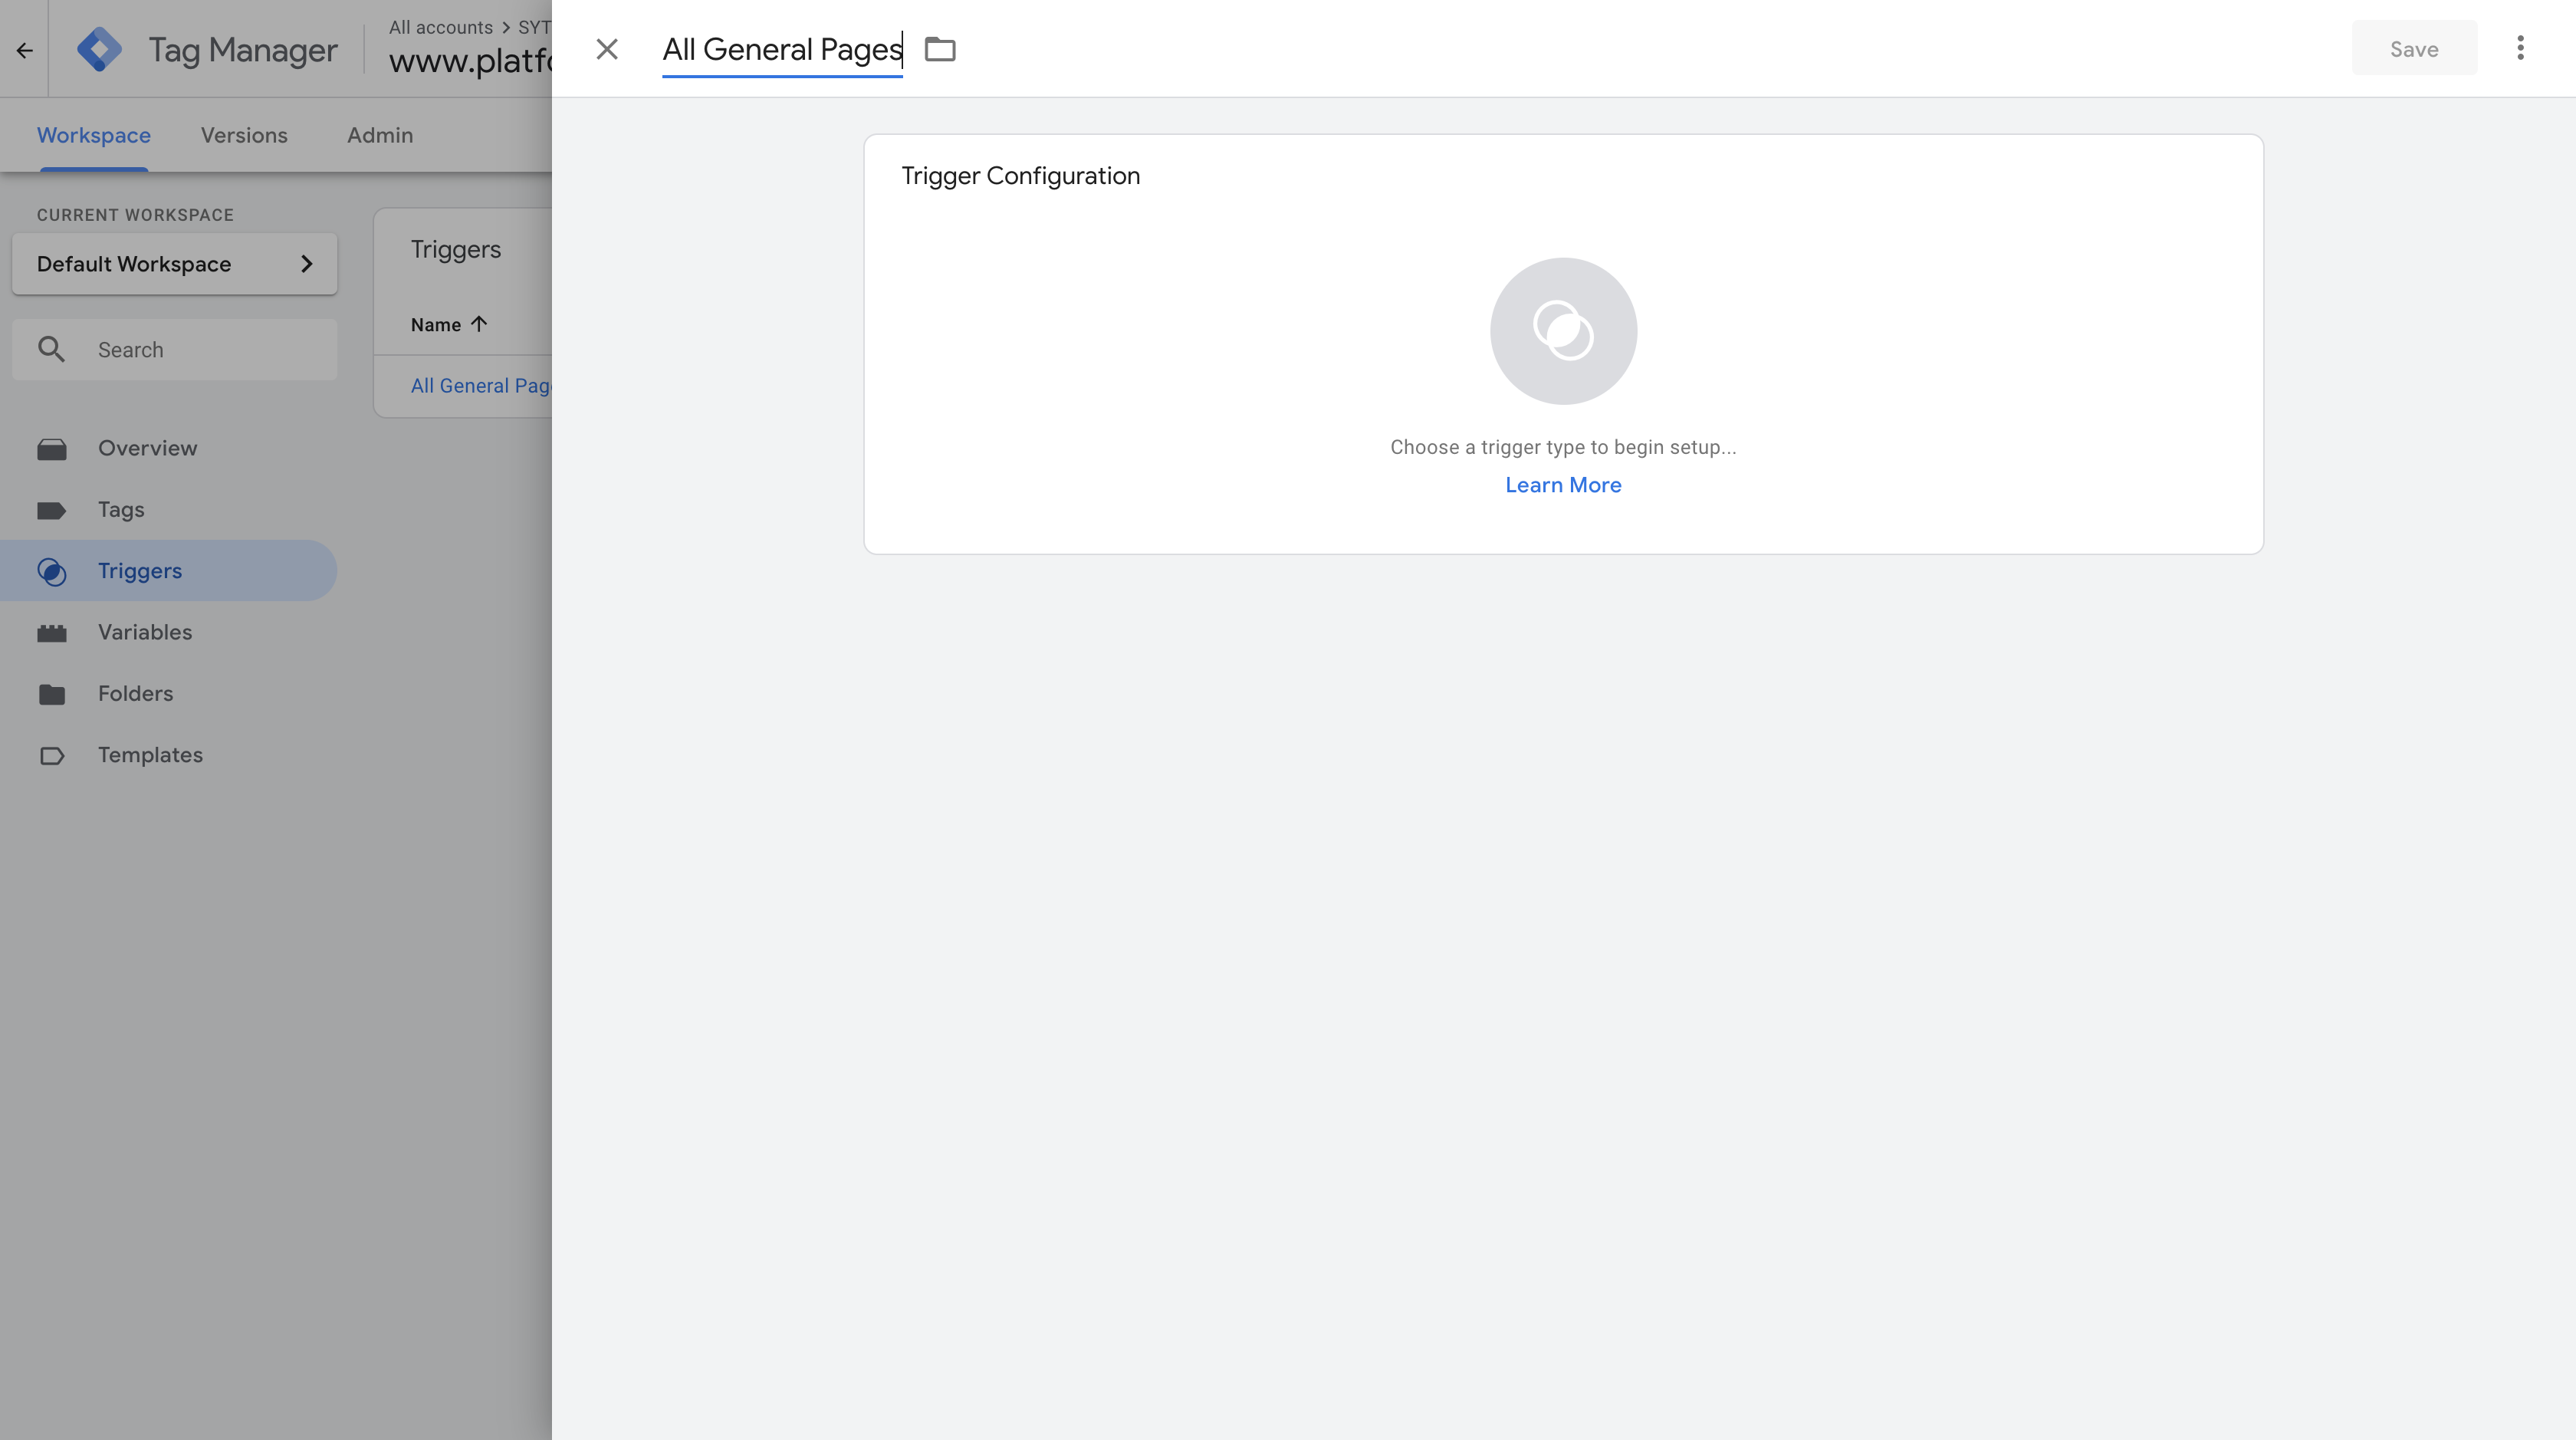 Tag Manager
All accounts > SYT
www.platfo
All General Pages
Save
Workspace
Versions
Admin
CURRENT WORKSPACE
Default Workspace
Search
Overview
Tags
Triggers
Variables
Folders
Templates
Triggers
Name
All General Pag
Trigger Configuration
Choose a trigger type to begin setup...
Learn More